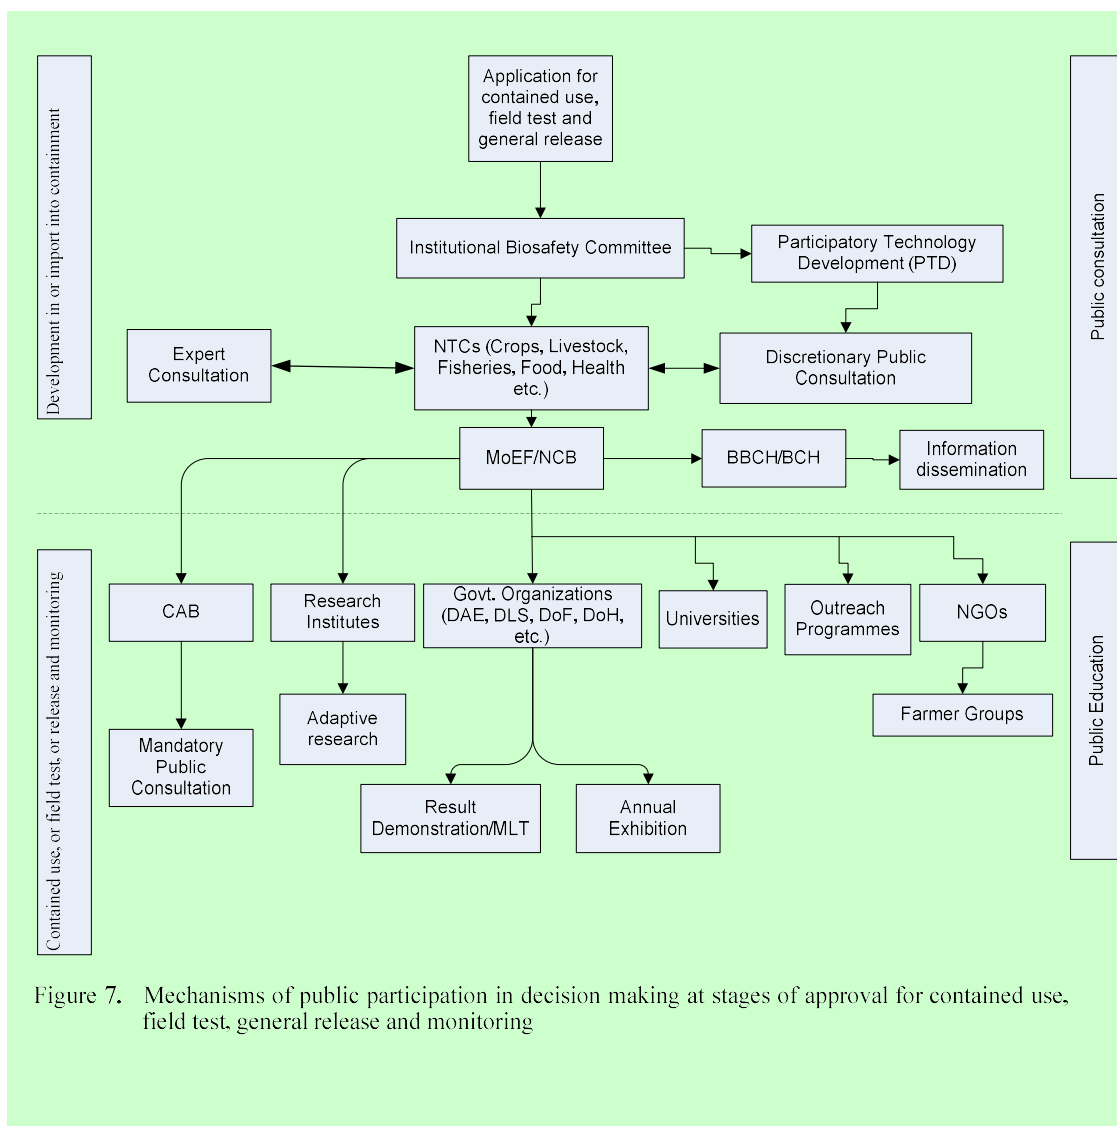 Development in or import into containment
Public consultation
Application for
contained use,
field test and
general release
Institutional Biosafety Committee
Participatory Technology
Development (PTD)
Expert
Consultation
NTCs (Crops, Livestock,
Fisheries, Food, Health
etc.)
Discretionary Public
Consultation
MoEF/NCB
BBCH/BCH
Information
dissemination
Contained use, or field test, or release and monitoring
Public Education
CAB
Research
Institutes
Govt. Organizations
(DAE, DLS, DoF, DoH,
etc.)
Universities
Outreach
Programmes
NGOs
Mandatory
Public
Consultation
Adaptive
research
Farmer Groups
Result
Demonstration/MLT
Annual
Exhibition
Figure 7. Mechanisms of public participation in decision making at stages of approval for contained use,
field test, general release and monitoring